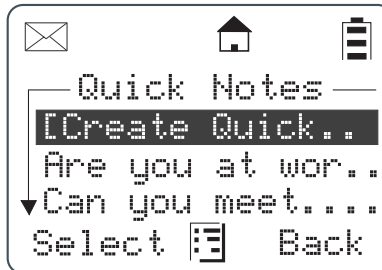 Quick Notes
[Create Quick..
Are you at wor..
Can you meet....
Select Back